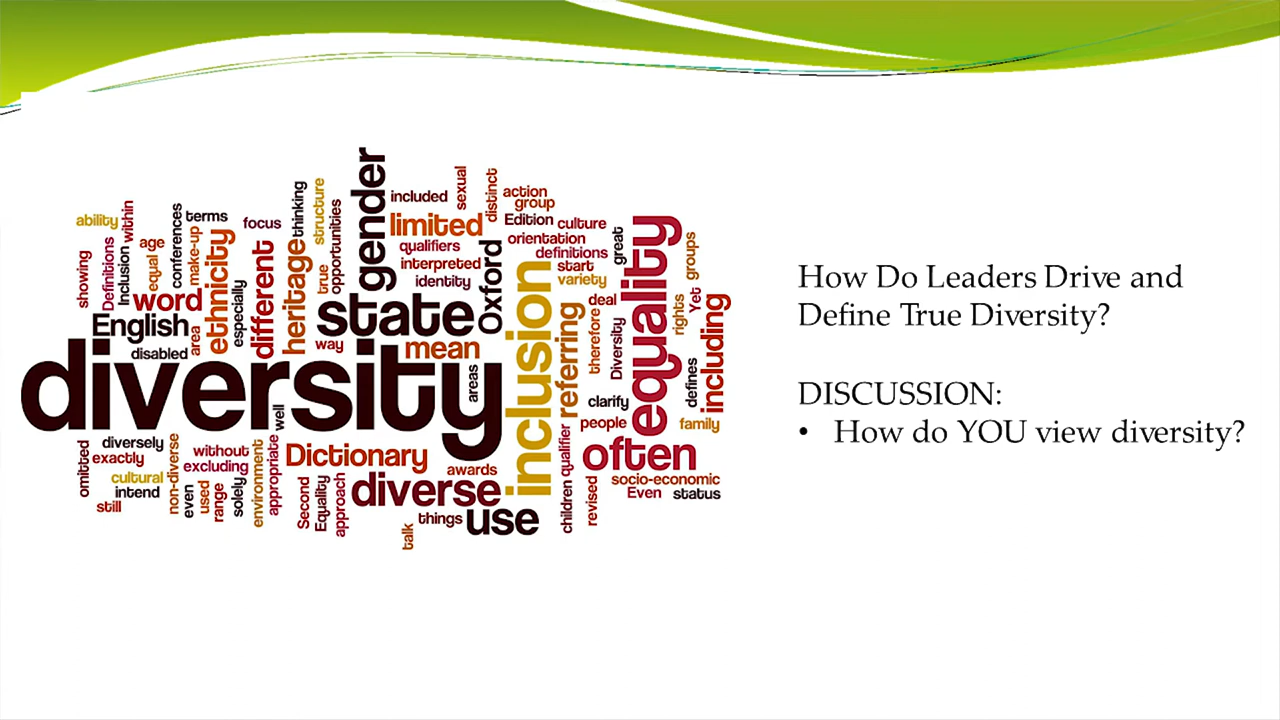 gender
included
sexual
distinct
action
group
thinking
structure
opportunities
within
ability
conferences
terms
focus
limited
Edition
culture
orientation
definitions
great
equality
groups
showing
Definitions
Inclusion
equal
age
make-up
ethnicity
especially
different
heritage
true
qualifiers
interpreted
identity
Oxford
inclusion
start
variety
deal
rights
Yet
including
word
English
area
disabled
way
state
mean
referring
therefore
Diversity
defines
diversity
areas
clarify
people
family
well
omitted
diversely
exactly
cultural
intend
still
non-diverse
even
used
range
without
excluding
solely
environment
appropriate
Dictionary
Second
Equality
approach
awards
diverse
talk
things
use
qualifier
children
revised
often
socio-economic
Even
status
How Do Leaders Drive and
Define True Diversity?
DISCUSSION:
• How do YOU view diversity?